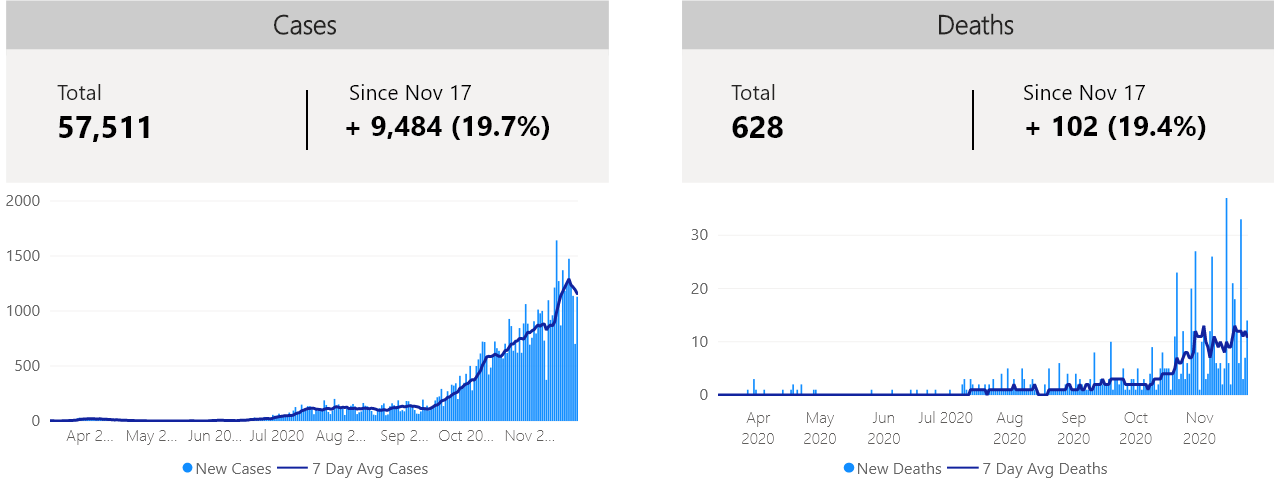 Cases
Total
57,511
Since Nov 17
+ 9,484 (19.7%)
2000
1500
1000
500
0
Apr 2... May 2... Jun 20... Jul 2020 Aug 2... Sep 2... Oct 20... Nov 2...
New Cases 7 Day Avg Cases
Deaths
Total
628
Since Nov 17
+ 102 (19.4%)
30
20
10
0
Apr 2020
May 2020
Jun 2020
Jul 2020
Aug 2020
Sep 2020
Oct 2020
Nov 2020
New Deaths 7 Day Avg Deaths